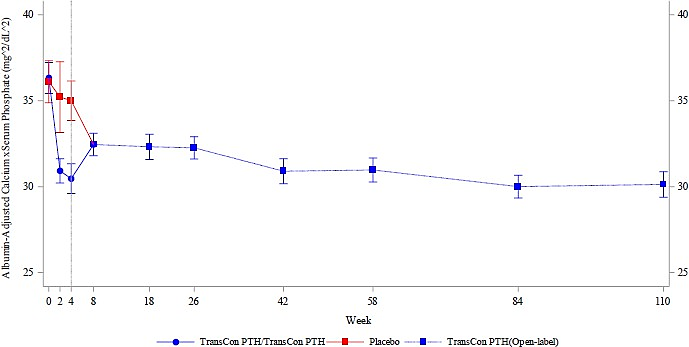 40
40
35
35
30
30
25
25
Albumin-Adjusted Calcium x Serum Phosphate (mg^2/dL^2)
0 2 4 8 18 26 42 58 84 110
Week
TransCon PTH/TransCon PTH Placebo TransCon PTH(Open-label)